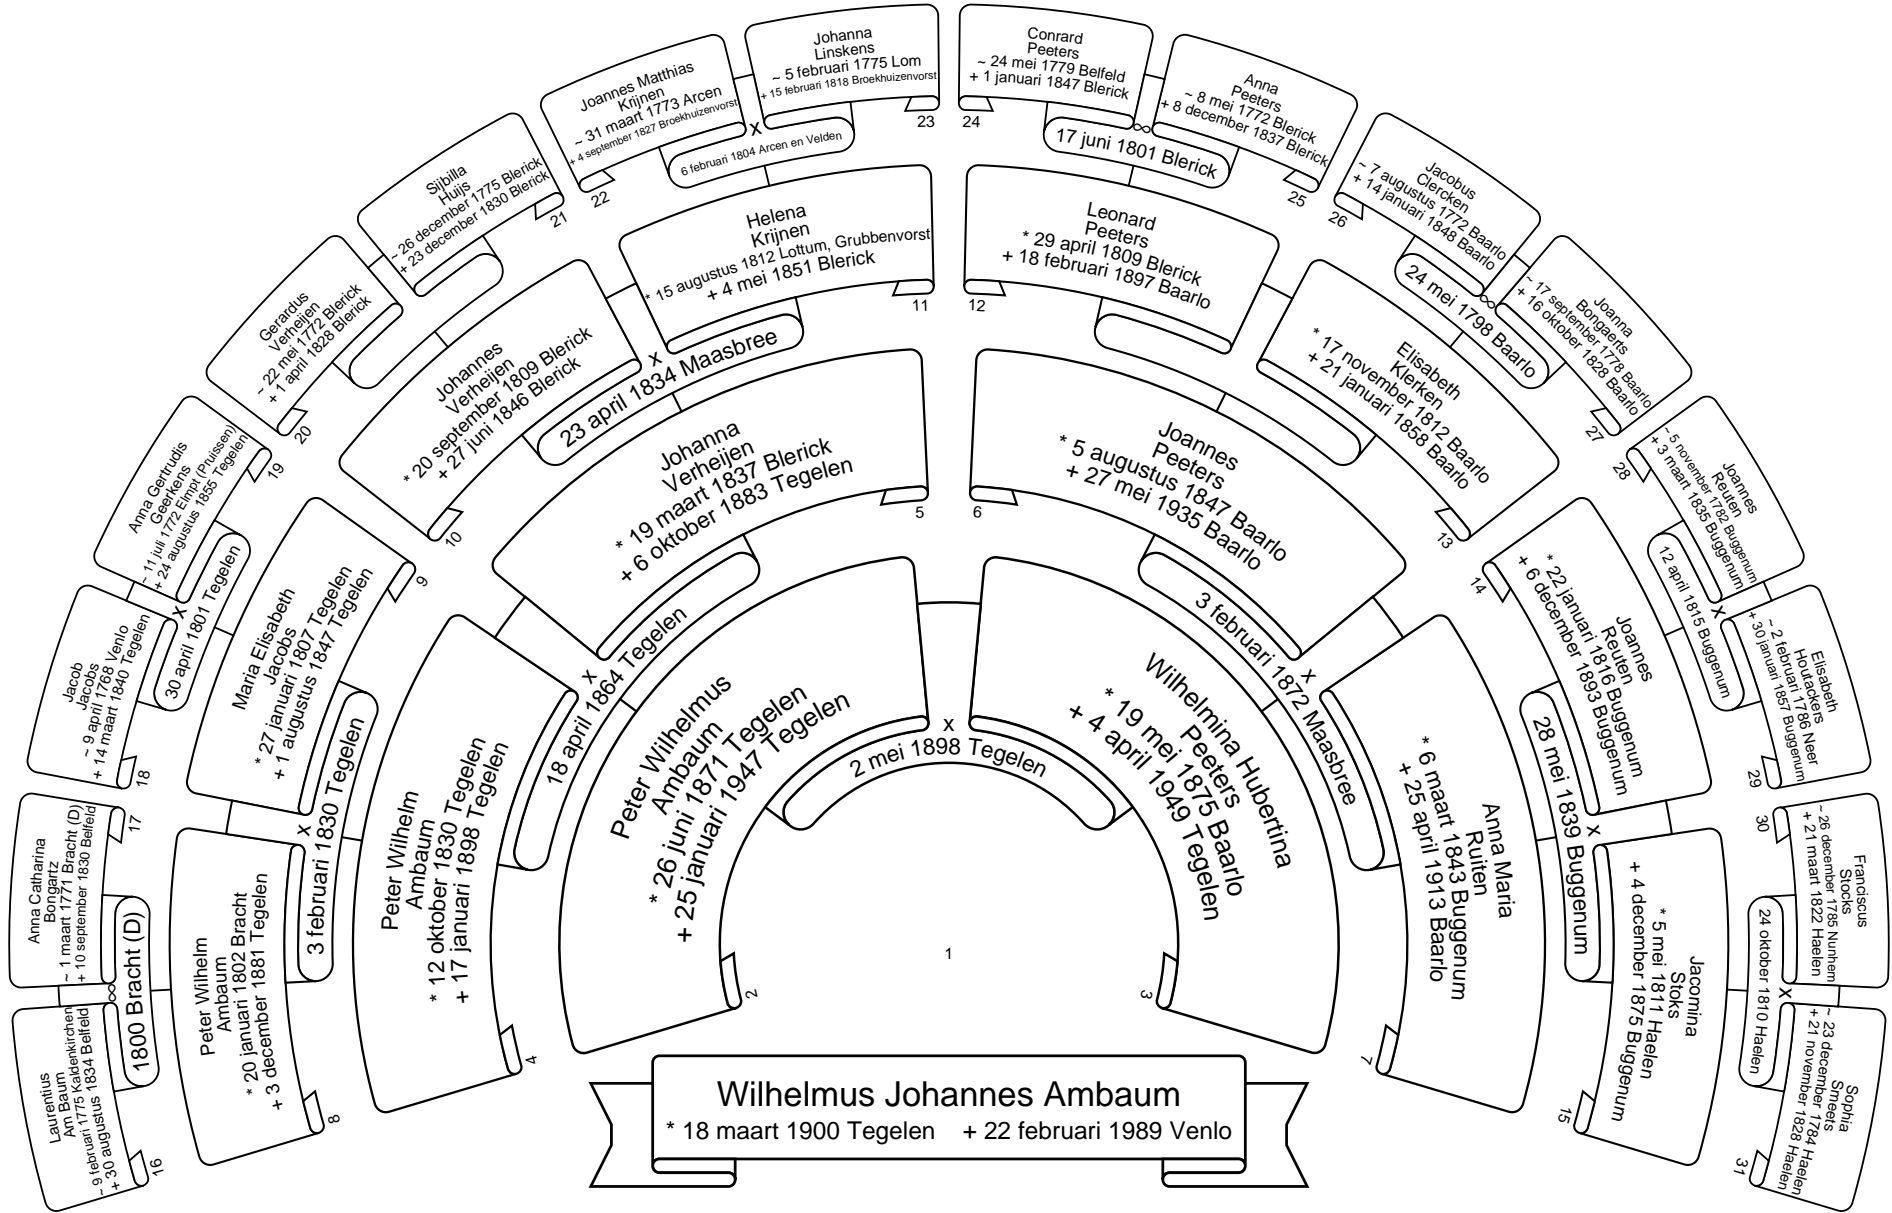 Wilhelmus Johannes Ambaum
* 18 maart 1900 Tegelen + 22 februari 1989 Venlo
1
Peter Wilhelmus
Ambaum
* 26 juni 1871 Tegelen
+ 25 januari 1947 Tegelen
2
x
2 mei 1898 Tegelen
Wilhelmina Hubertina
Peeters
* 19 mei 1875 Baarlo
+ 4 april 1949 Tegelen
3
Peter Wilhelm
Ambaum
* 12 oktober 1830 Tegelen
+ 17 januari 1898 Tegelen
4
x
18 april 1864 Tegelen
Johanna
Verheijen
* 19 maart 1837 Blerick
+ 6 oktober 1883 Tegelen
5
Joannes
Peeters
* 5 augustus 1847 Baarlo
+ 27 mei 1935 Baarlo
6
x
3 februari 1872 Maasbree
Anna Maria
Ruiten
* 6 maart 1843 Buggenum
+ 25 april 1913 Baarlo
7
Peter Wilhelm
Ambaum
* 20 januari 1802 Bracht
+ 3 december 1881 Tegelen
8
x
3 februari 1830 Tegelen
Maria Elisabeth
Jacobs
* 27 januari 1807 Tegelen
+ 1 augustus 1847 Tegelen
9
Johannes
Verheijen
* 20 september 1809 Blerick
+ 27 juni 1846 Blerick
10
x
23 april 1834 Maasbree
Helena
Krijnen
* 15 augustus 1812 Lottum, Grubbenvorst
+ 4 mei 1851 Blerick
11
Leonard
Peeters
* 29 april 1809 Blerick
+ 18 februari 1897 Baarlo
12
Elisabeth
Klerken
* 17 november 1812 Baarlo
+ 21 januari 1858 Baarlo
13
Joannes
Reuten
* 22 januari 1816 Buggenum
+ 6 december 1893 Buggenum
14
x
28 mei 1839 Buggenum
Jacomina
Stoks
* 5 mei 1811 Haelen
+ 4 december 1875 Buggenum
15
Laurentius
Am Baum
~ 9 februari 1775 Kaldenkirchen
+ 30 augustus 1834 Belfeld
16
∞
1800 Bracht (D)
Anna Catharina
Bongartz
~ 1 maart 1771 Bracht (D)
+ 10 september 1830 Belfeld
17
Jacob
Jacobs
~ 9 april 1768 Venlo
+ 14 maart 1840 Tegelen
18
x
30 april 1801 Tegelen
Anna Gertrudis
Geerkens
~ 11 juli 1772 Elmpt (Pruissen)
+ 24 augustus 1855 Tegelen
19
Gerardus
Verheijen
~ 22 mei 1772 Blerick
+ 1 april 1828 Blerick
20
Sijbilla
Huijs
~ 26 december 1775 Blerick
+ 23 december 1830 Blerick
21
Joannes Matthias
Krijnen
~ 31 maart 1773 Arcen
+ 4 september 1827 Broekhuizenvorst
22
x
6 februari 1804 Arcen en Velden
Johanna
Linskens
~ 5 februari 1775 Lom
+ 15 februari 1818 Broekhuizenvorst
23
Conrard
Peeters
~ 24 mei 1779 Belfeld
+ 1 januari 1847 Blerick
24
∞
17 juni 1801 Blerick
Anna
Peeters
~ 8 mei 1772 Blerick
+ 8 december 1837 Blerick
25
Jacobus
Clercken
~ 7 augustus 1772 Baarlo
+ 14 januari 1848 Baarlo
26
∞
24 mei 1798 Baarlo
Joanna
Bongaerts
~ 17 september 1778 Baarlo
+ 16 oktober 1828 Baarlo
27
Joannes
Reuten
~ 5 november 1782 Buggenum
+ 3 maart 1835 Buggenum
28
x
12 april 1815 Buggenum
Elisabeth
Houtackers
~ 2 februari 1786 Neer
+ 30 januari 1857 Buggenum
29
Franciscus
Stocks
~ 26 december 1785 Nunhem
+ 21 maart 1822 Haelen
30
x
24 oktober 1810 Haelen
Sophia
Smeets
~ 23 december 1784 Haelen
+ 21 november 1828 Haelen
31